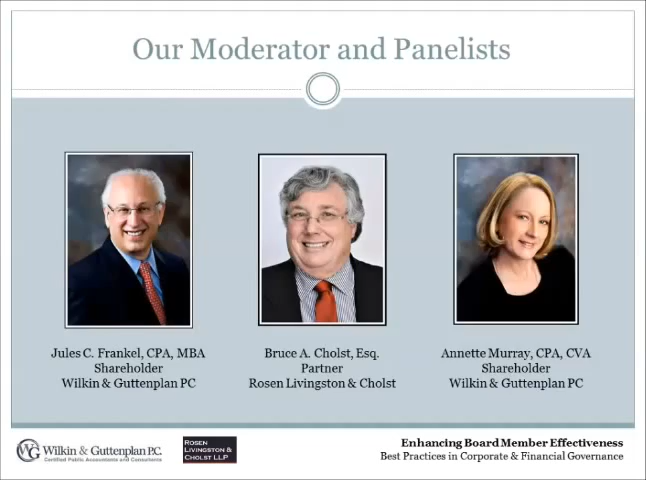 Our Moderator and Panelists
Jules C. Frankel, CPA, MBA
Shareholder
Wilkin & Guttenplan PC
Bruce A. Cholst, Esq.
Partner
Rosen Livingston & Cholst
Annette Murray, CPA, CVA
Shareholder
Wilkin & Guttenplan PC
WG
Wilkin & Guttenplan P.C.
Certified Public Accountants and Consultants
ROSEN
LIVINGSTON &
CHOLST LLP
Enhancing Board Member Effectiveness
Best Practices in Corporate & Financial Governance